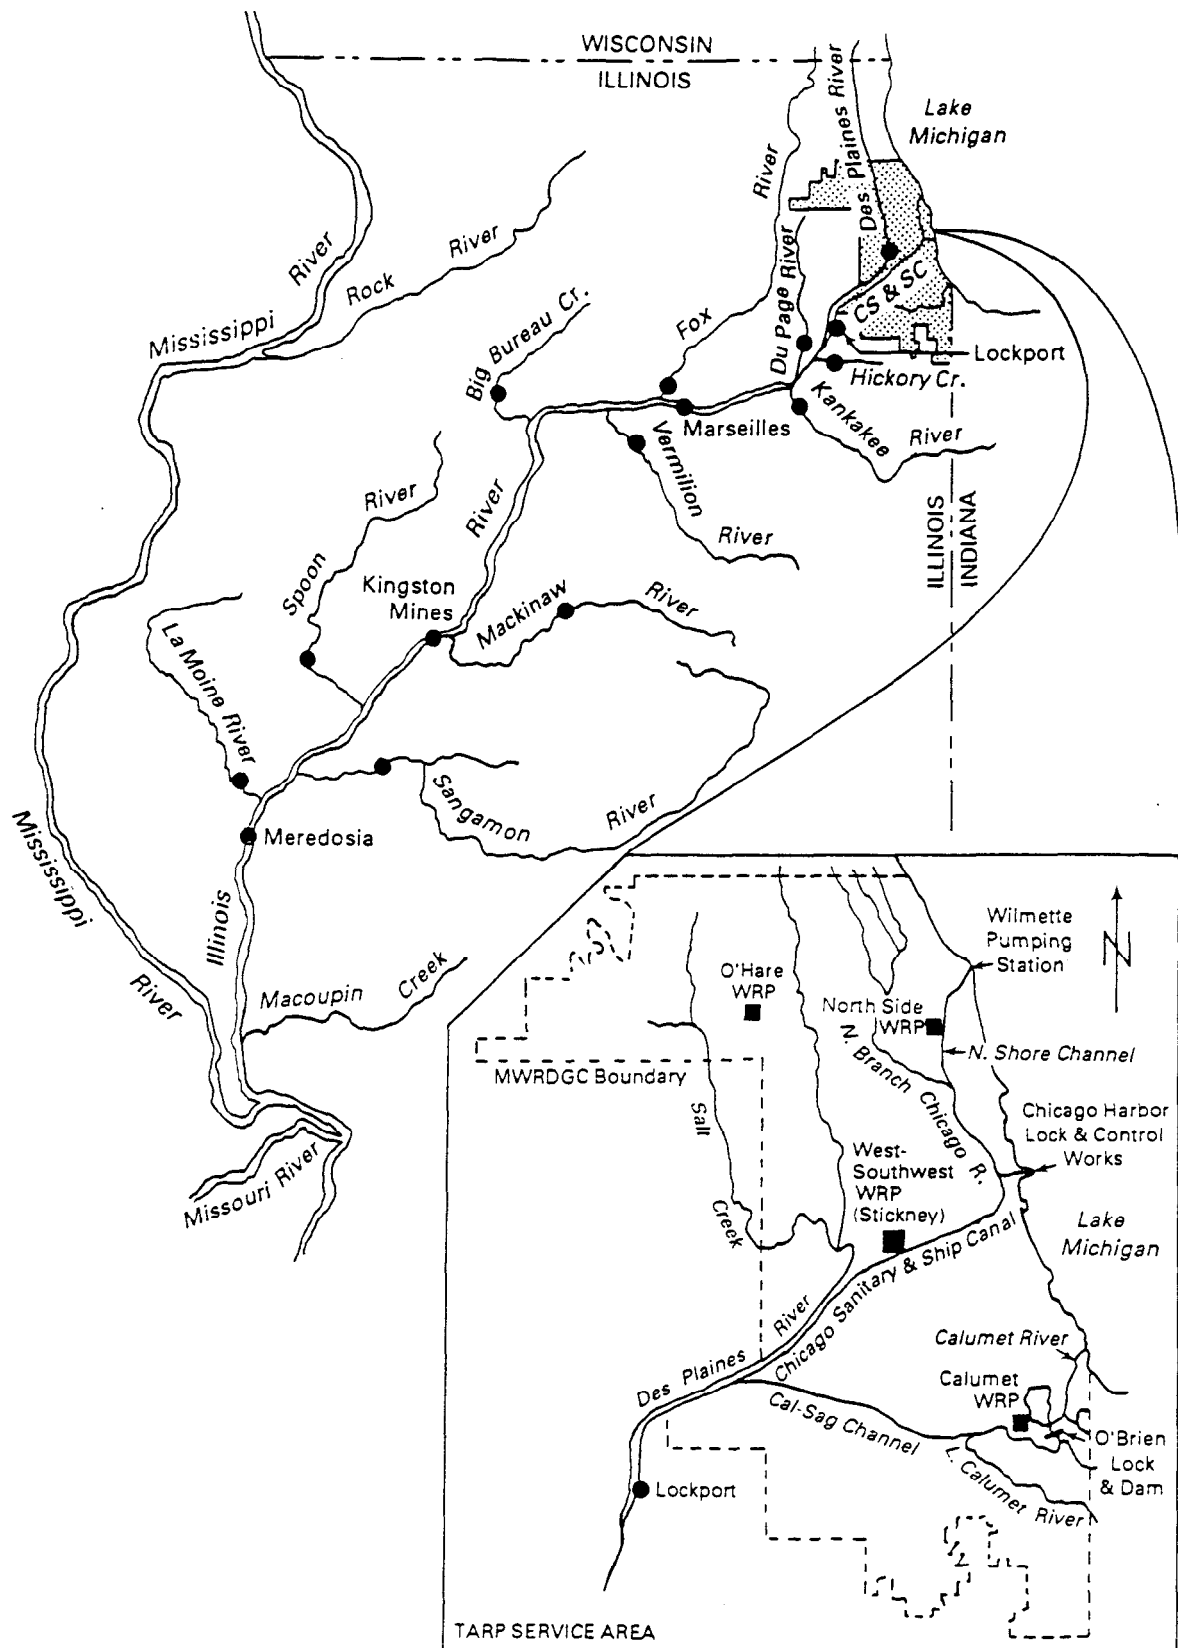 WISCONSIN
ILLINOIS
Lake
Michigan
Des Plaines River
River
Fox
Du Page River
CS & SC
Lockport
Hickory Cr.
Kankakee
River
Marseilles
Vermilion
River
Big Bureau Cr.
Rock
River
Mississippi
River
River
Spoon
River
Kingston
Mines
Mackinaw
River
La Moine River
Sangamon
River
Meredosia
Mississippi
River
Illinois
Macoupin
Creek
Missouri River
ILLINOIS
INDIANA
Wilmette
Pumping
Station
N
O'Hare
WRP
North Side
WRP
N. Shore Channel
MWRDGC Boundary
N. Branch Chicago R.
Salt
Creek
Chicago Harbor
Lock & Control
Works
West-
Southwest
WRP
(Stickney)
Lake
Michigan
Des Plaines
River
Chicago Sanitary & Ship Canal
Calumet River
Calumet
WRP
Cal-Sag Channel
O'Brien
Lock
& Dam
L. Calumet
River
Lockport
TARP SERVICE AREA